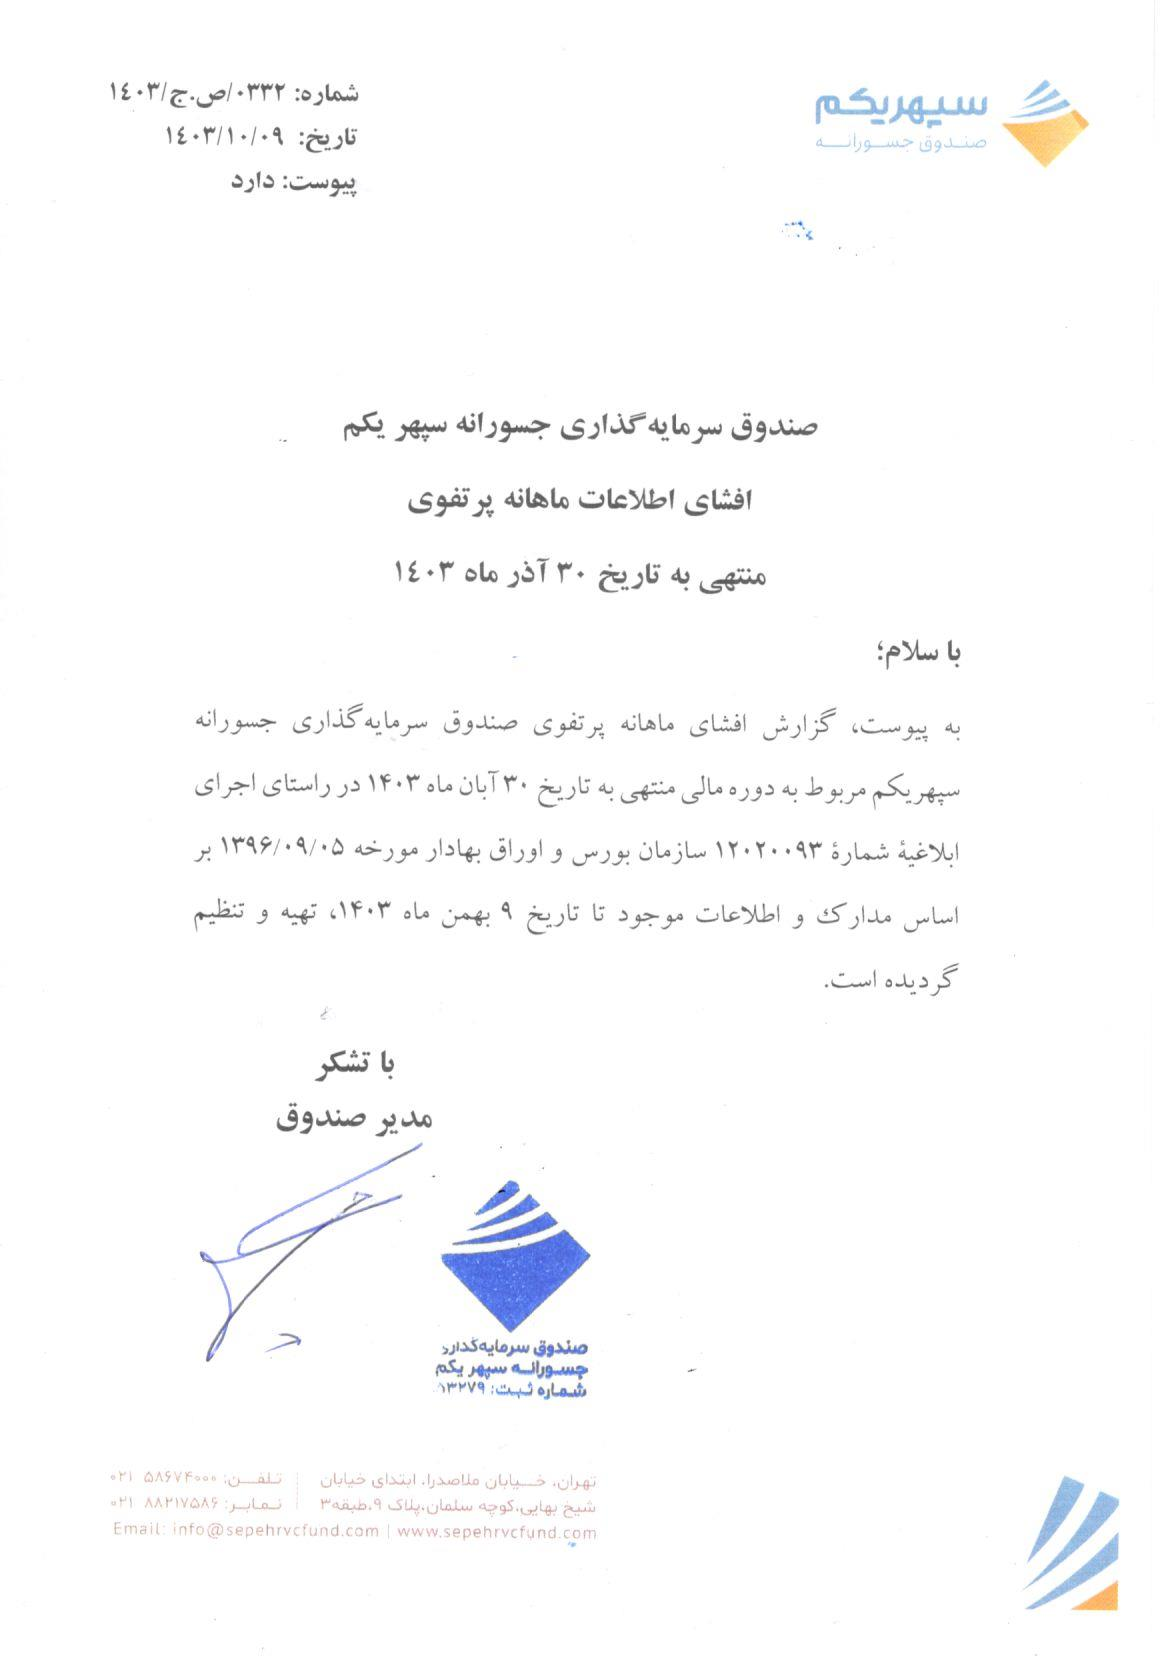 سپهریکم
صندوق جسورانه
شماره: ۰۳۳۲/ص.ج/۱٤۰۳
تاریخ: ۱٤۰۳/۱۰/۰۹
پیوست: دارد
صندوق سرمایه‌گذاری جسورانه سپهر یکم
افشای اطلاعات ماهانه پرتفوی
منتهی به تاریخ ۳۰ آذر ماه ۱٤۰۳
با سلام؛
به پیوست، گزارش افشای ماهانه پرتفوی صندوق سرمایه‌گذاری جسورانه
سپهریکم مربوط به دوره مالی منتهی به تاریخ ۳۰ آبان ماه ۱۴۰۳ در راستای اجرای
ابلاغیهٔ شمارهٔ ۱۲۰۲۰۰۹۳ سازمان بورس و اوراق بهادار مورخه ۱۳۹۶/۰۹/۰۵ بر
اساس مدارک و اطلاعات موجود تا تاریخ ۹ بهمن ماه ۱۴۰۳، تهیه و تنظیم
گردیده است.
با تشکر
مدیر صندوق
صندوق سرمایه‌گذاری
جسورانه سپهر یکم
شماره ثبت: ۱۳۲۷۹
تهران، خیابان ملاصدرا، ابتدای خیابان
شیخ بهایی،کوچه سلمان،پلاک ۹،طبقه۳
تلفن: ۵۸۶۷۴۰۰۰ ۰۲۱
نمابر: ۸۸۲۱۷۵۸۶ ۰۲۱
Email: info@sepehrvcfund.com | www.sepehrvcfund.com